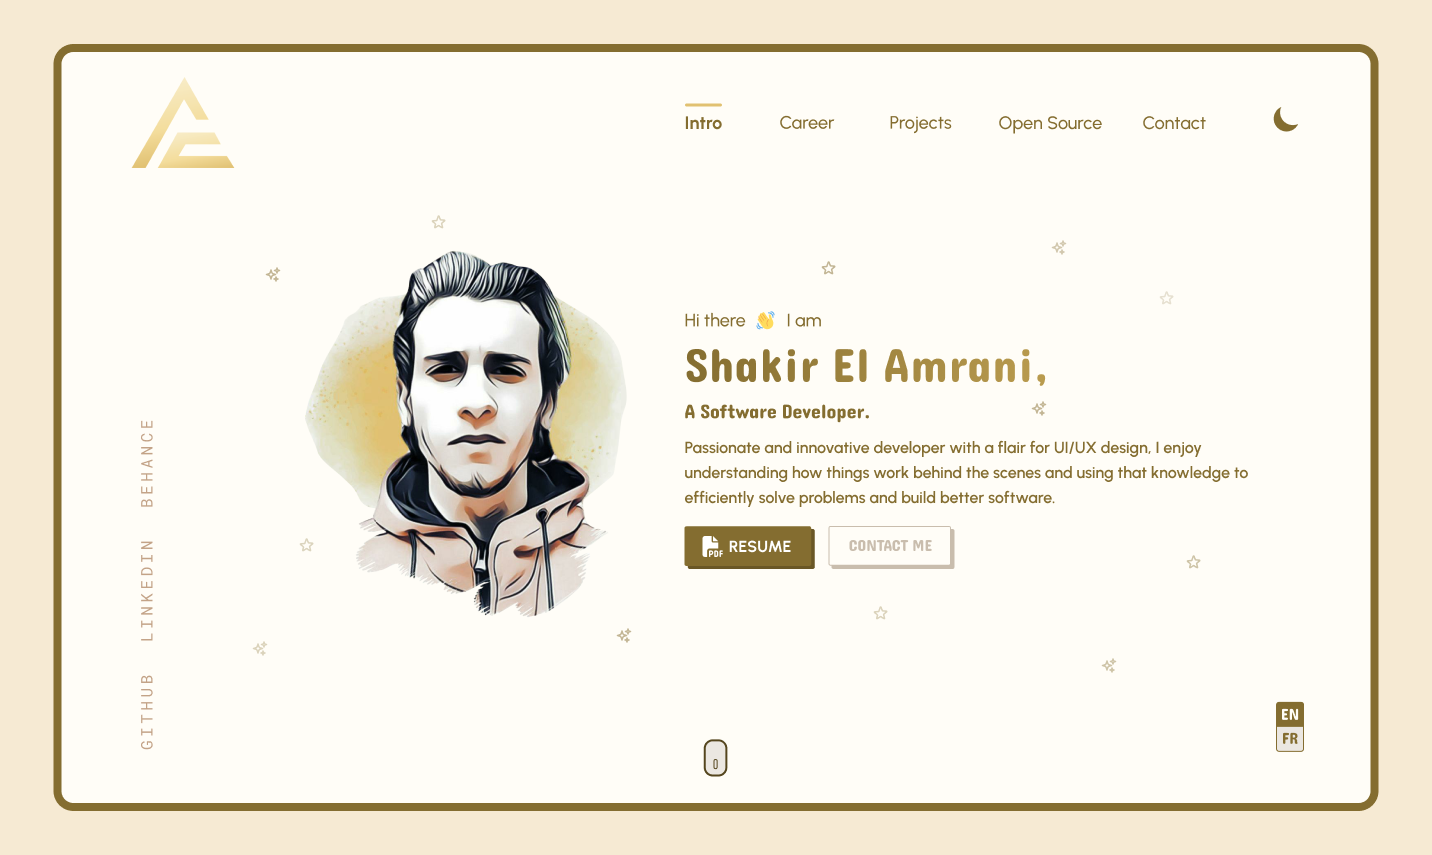 Intro
Career
Projects
Open Source
Contact
Hi there 👋 I am
Shakir El Amrani,
A Software Developer.
Passionate and innovative developer with a flair for UI/UX design, I enjoy
understanding how things work behind the scenes and using that knowledge to
efficiently solve problems and build better software.
PDF RESUME
CONTACT ME
GITHUB LINKEDIN BEHANCE
EN
FR